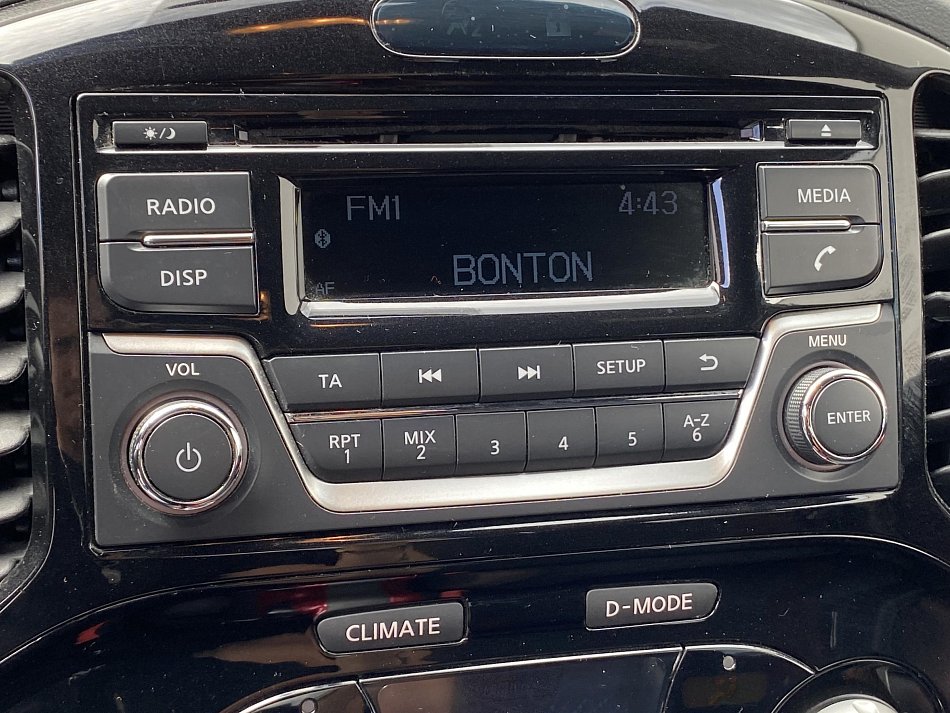 RADIO
DISP
FM1
4:43
AF
BONTON
MEDIA
VOL
TA
SETUP
MENU
ENTER
RPT
1
MIX
2
3
4
5
A-Z
6
CLIMATE
D-MODE